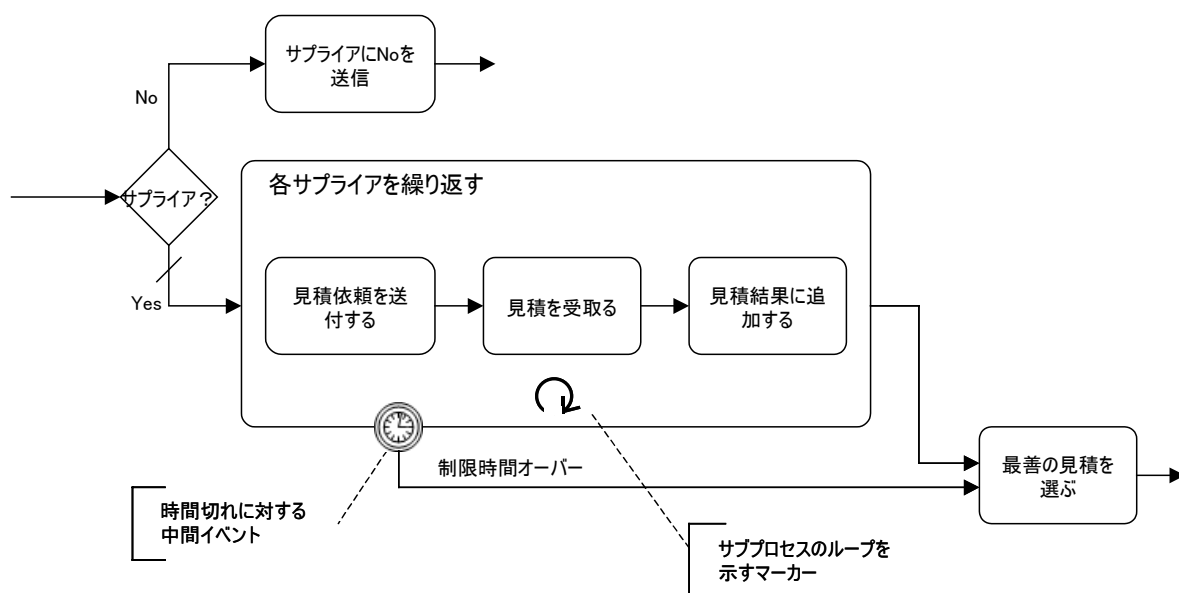 サプライアにNoを
送信
No
サプライア？
Yes
各サプライアを繰り返す
見積依頼を送
付する
見積を受取る
見積結果に追
加する
制限時間オーバー
最善の見積を
選ぶ
時間切れに対する
中間イベント
サブプロセスのループを
示すマーカー